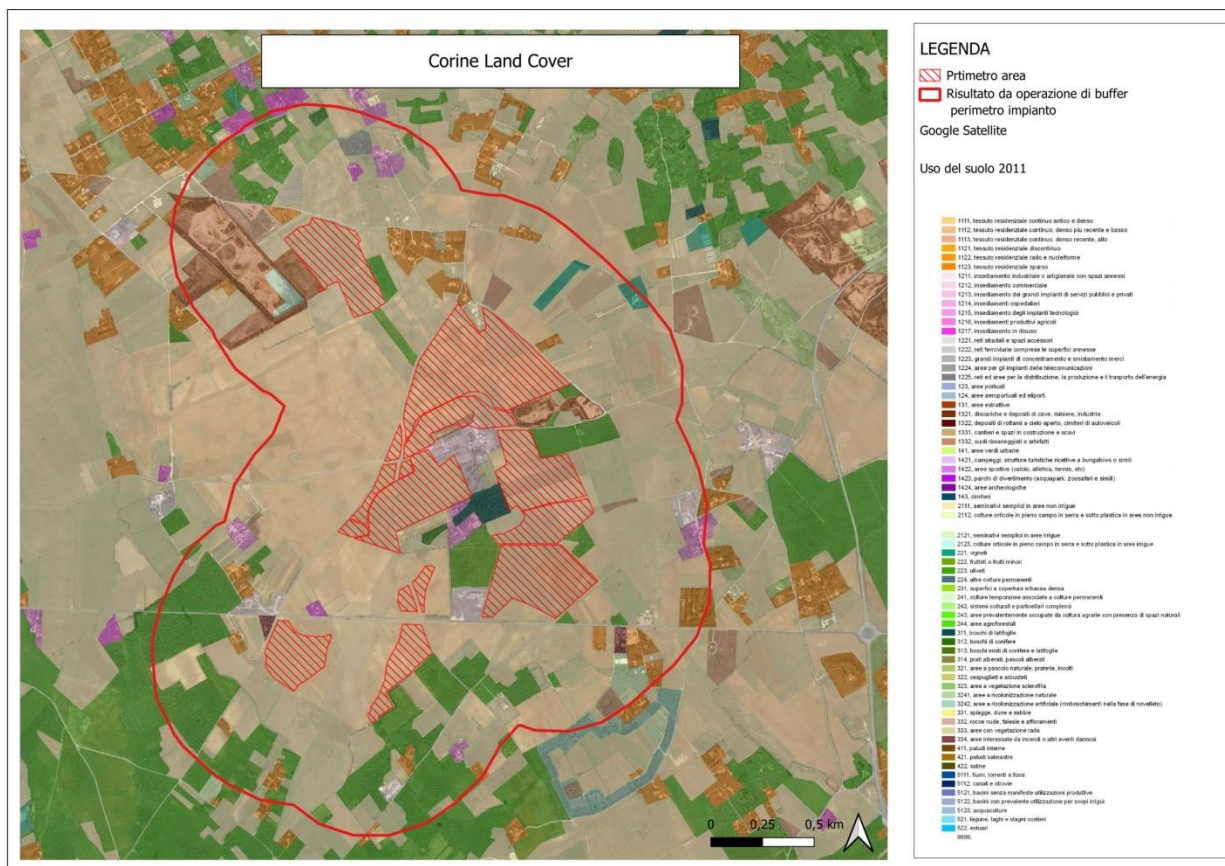 Corine Land Cover
0 0,25 0,5 km
LEGENDA
Prtimetro area
Risultato da operazione di buffer
perimetro impianto
Google Satellite
Uso del suolo 2011
1111, tessuto residenziale continuo antico e denso
1112, tessuto residenziale continuo, denso più recente e basso
1113, tessuto residenziale continuo, denso recente, alto
1121, tessuto residenziale discontinuo
1122, tessuto residenziale rado e nucleiforme
1123, tessuto residenziale sparso
1211, insediamento industriale o artigianale con spazi annessi
1212, insediamento commerciale
1213, insediamento dei grandi impianti di servizi pubblici e privati
1214, insediamenti ospedalieri
1215, insediamento degli impianti tecnologici
1216, insediamenti produttivi agricoli
1217, insediamento in disuso
1221, reti stradali e spazi accessori
1222, reti ferroviarie comprese le superfici annesse
1223, grandi impianti di concentramento e smistamento merci
1224, aree per gli impianti delle telecomunicazioni
1225, reti ed aree per la distribuzione, la produzione e il trasporto dell'energia
123, aree portuali
124, aree aeroportuali ed eliporti
131, aree estrattive
1321, discariche e depositi di cave, miniere, industrie
1322, depositi di rottami a cielo aperto, cimiteri di autoveicoli
1331, cantieri e spazi in costruzione e scavi
1332, suoli rimaneggiati e artefatti
141, aree verdi urbane
1421, campeggi, strutture turistiche ricettive a bungalows o simili
1422, aree sportive (calcio, atletica, tennis, etc)
1423, parchi di divertimento (acquapark, zoosafari e simili)
1424, aree archeologiche
143, cimiteri
2111, seminativi semplici in aree non irrigue
2112, colture orticole in pieno campo in serra e sotto plastica in aree non irrigue
2121, seminativi semplici in aree irrigue
2123, colture orticole in pieno campo in serra e sotto plastica in aree irrigue
221, vigneti
222, frutteti e frutti minori
223, uliveti
224, altre colture permanenti
231, superfici a copertura erbacea densa
241, colture temporanee associate a colture permanenti
242, sistemi colturali e particellari complessi
243, aree prevalentemente occupate da coltura agrarie con presenza di spazi naturali
244, aree agroforestali
311, boschi di latifoglie
312, boschi di conifere
313, boschi misti di conifere e latifoglie
314, prati alberati, pascoli alberati
321, aree a pascolo naturale, praterie, incolti
322, cespuglieti e arbusteti
323, aree a vegetazione sclerofilla
3241, aree a ricolonizzazione naturale
3242, aree a ricolonizzazione artificiale (rimboschimenti nella fase di novelleto)
331, spiagge, dune e sabbie
332, rocce nude, falesie e affioramenti
333, aree con vegetazione rada
334, aree interessate da incendi o altri eventi dannosi
411, paludi interne
421, paludi salmastre
422, saline
5111, fiumi, torrenti e fossi
5112, canali e idrovie
5121, bacini senza manifeste utilizzazioni produttive
5122, bacini con prevalente utilizzazione per scopi irrigui
5123, acquacolture
521, lagune, laghi e stagni costieri
522, estuari
9999,